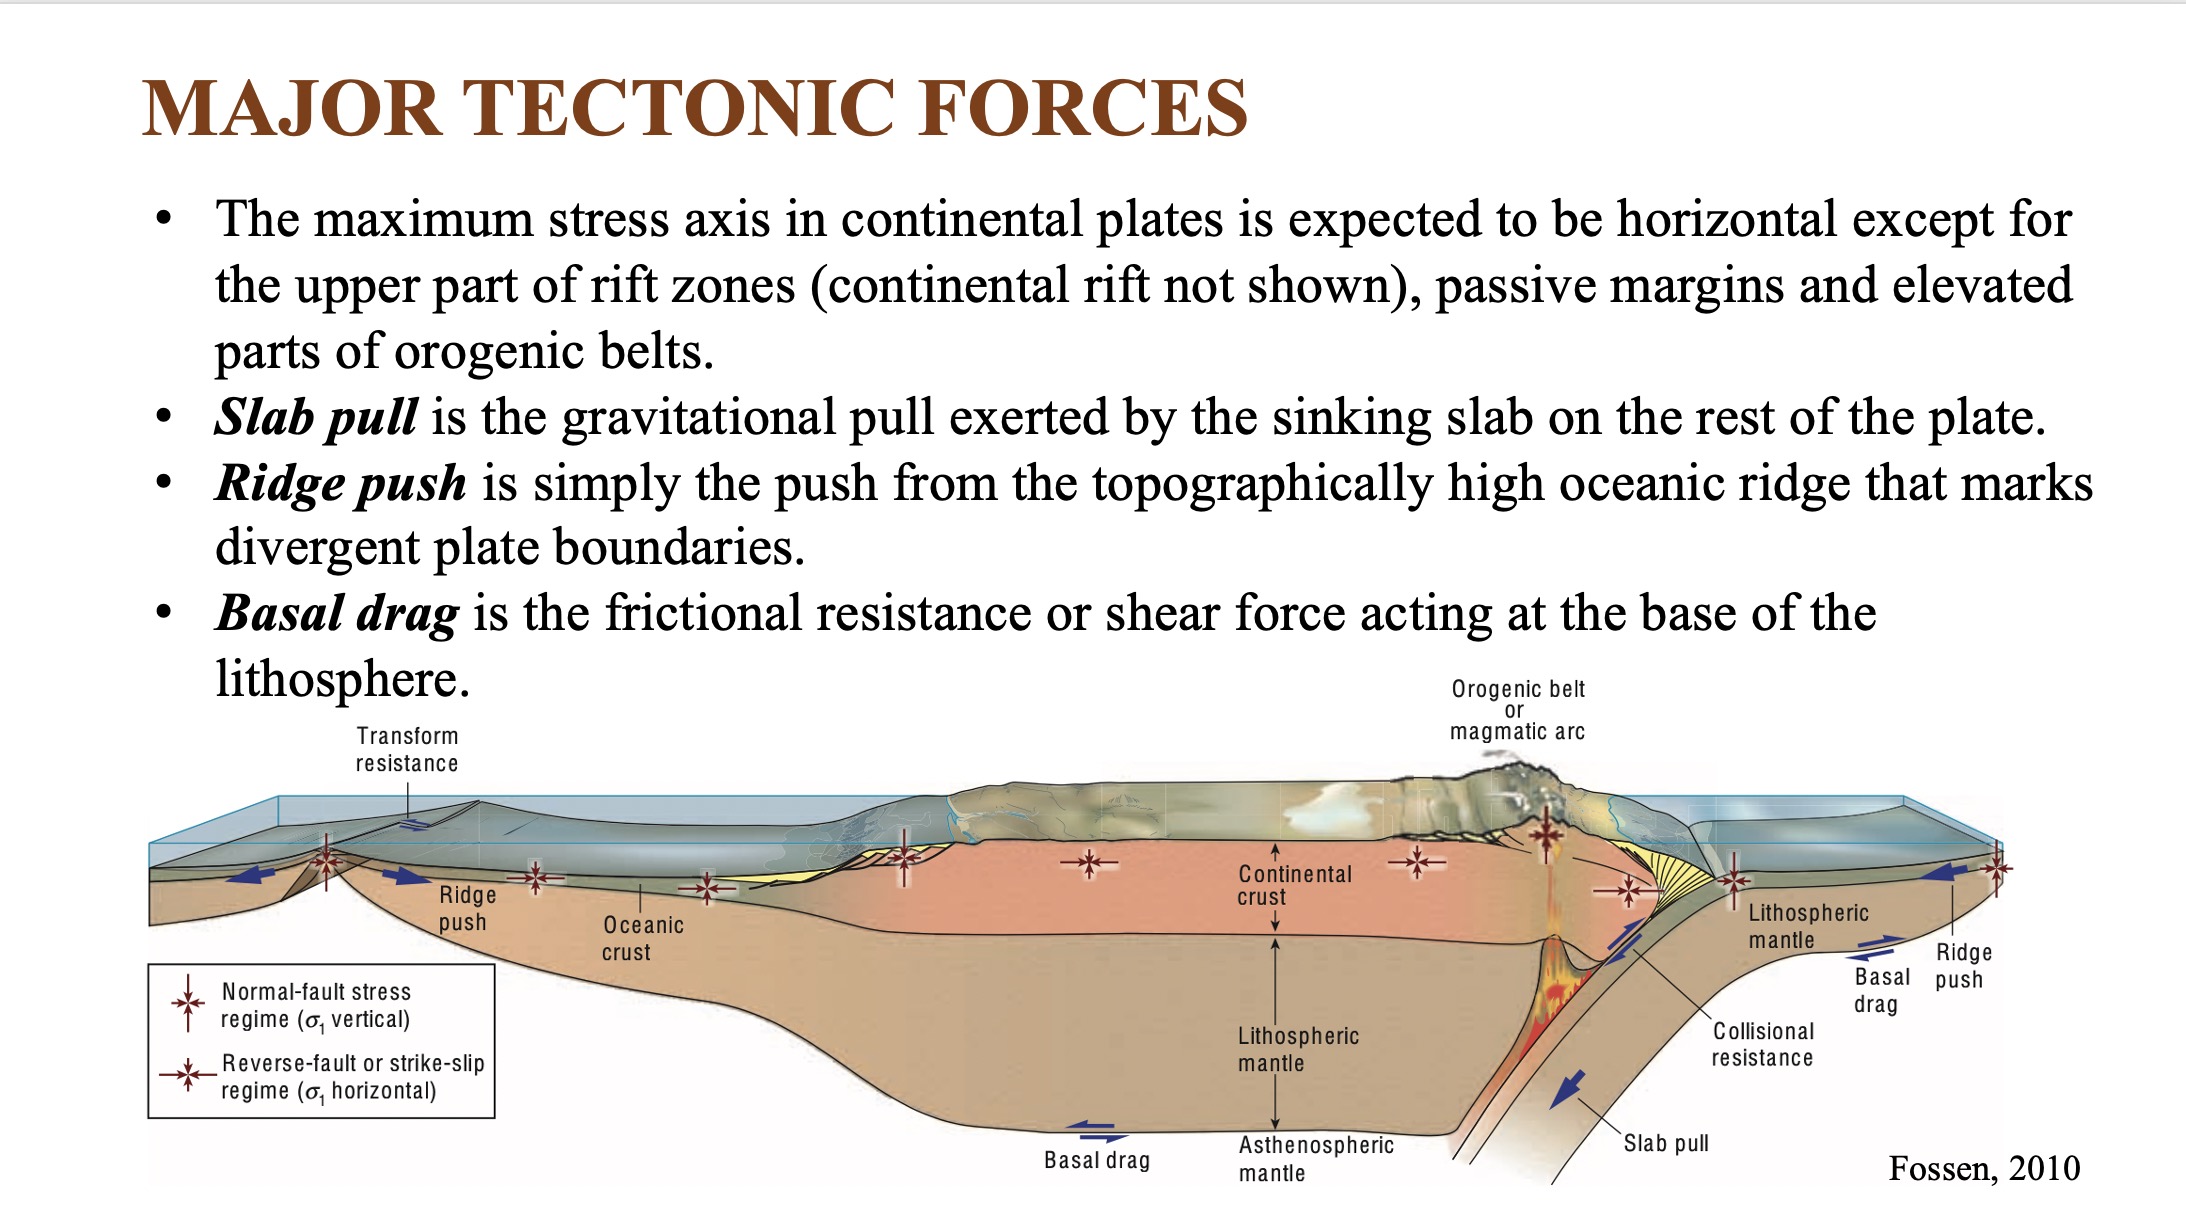 MAJOR TECTONIC FORCES
• The maximum stress axis in continental plates is expected to be horizontal except for
the upper part of rift zones (continental rift not shown), passive margins and elevated
parts of orogenic belts.
• Slab pull is the gravitational pull exerted by the sinking slab on the rest of the plate.
• Ridge push is simply the push from the topographically high oceanic ridge that marks
divergent plate boundaries.
• Basal drag is the frictional resistance or shear force acting at the base of the
lithosphere.
Orogenic belt
or
magmatic arc
Transform
resistance
Ridge
push
Oceanic
crust
Continental
crust
Lithospheric
mantle
Ridge
push
Basal
drag
Collisional
resistance
Lithospheric
mantle
Slab pull
Asthenospheric
mantle
Basal drag
Normal-fault stress
regime (σ₁ vertical)
Reverse-fault or strike-slip
regime (σ₁ horizontal)
Fossen, 2010